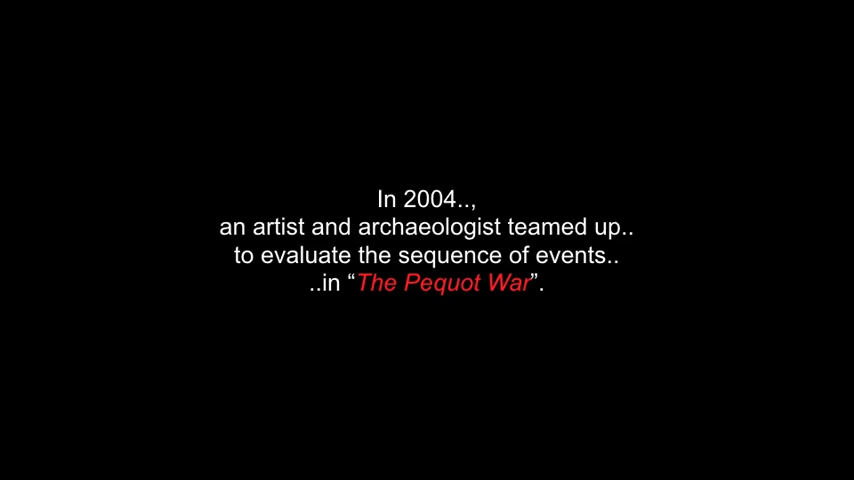 In 2004..,
an artist and archaeologist teamed up..
to evaluate the sequence of events..
..in “The Pequot War”.